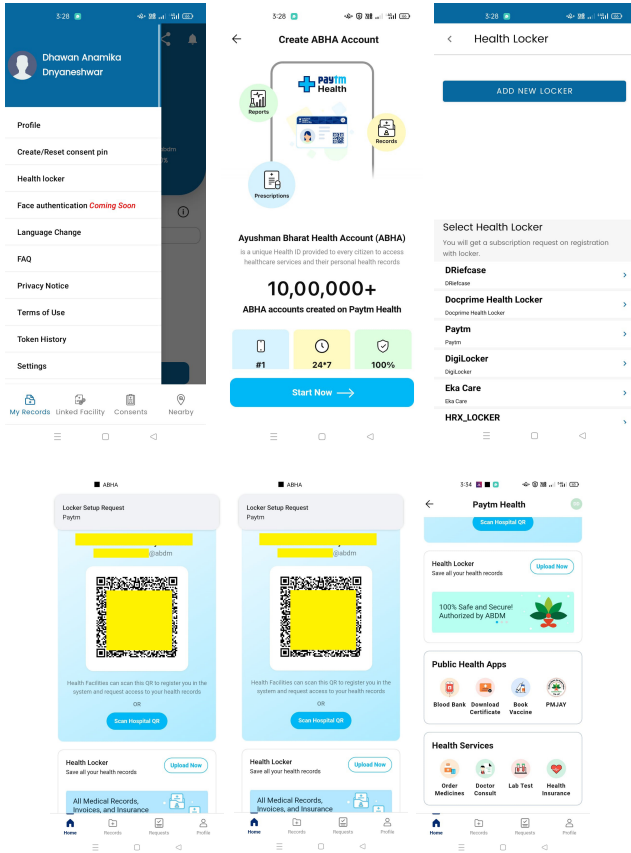 3:28
Dhawan Anamika
Dnyaneshwar
Profile
Create/Reset consent pin
Health locker
Face authentication Coming Soon
Language Change
FAQ
Privacy Notice
Terms of Use
Token History
Settings
My Records Linked Facility Consents Nearby
3:28
Create ABHA Account
paytm
Health
Reports
Records
Prescriptions
Ayushman Bharat Health Account (ABHA)
is a unique Health ID provided to every citizen to access
healthcare services and their personal health records
10,00,000+
ABHA accounts created on Paytm Health
#1 24*7 100%
Start Now
3:28
Health Locker
ADD NEW LOCKER
Select Health Locker
You will get a subscription request on registration
with locker.
DRiefcase
DRiefcase
Docprime Health Locker
Docprime Health Locker
Paytm
Paytm
DigiLocker
DigiLocker
Eka Care
Eka Care
HRX_LOCKER
ABHA
Locker Setup Request
Paytm
@abdm
Health Facilities can scan this QR to register you in the
system and request access to your health records
OR
Scan Hospital QR
Health Locker
Save all your health records
Upload Now
All Medical Records,
Invoices, and Insurance
Home Records Requests Profile
ABHA
Locker Setup Request
Paytm
@abdm
Health Facilities can scan this QR to register you in the
system and request access to your health records
OR
Scan Hospital QR
Health Locker
Save all your health records
Upload Now
All Medical Records,
Invoices, and Insurance
Home Records Requests Profile
3:34
Paytm Health
Scan Hospital QR
Health Locker
Save all your health records
Upload Now
100% Safe and Secure!
Authorized by ABDM
Public Health Apps
Blood Bank Download Certificate Book Vaccine PMJAY
Health Services
Order Medicines Doctor Consult Lab Test Health Insurance
Home Records Requests Profile